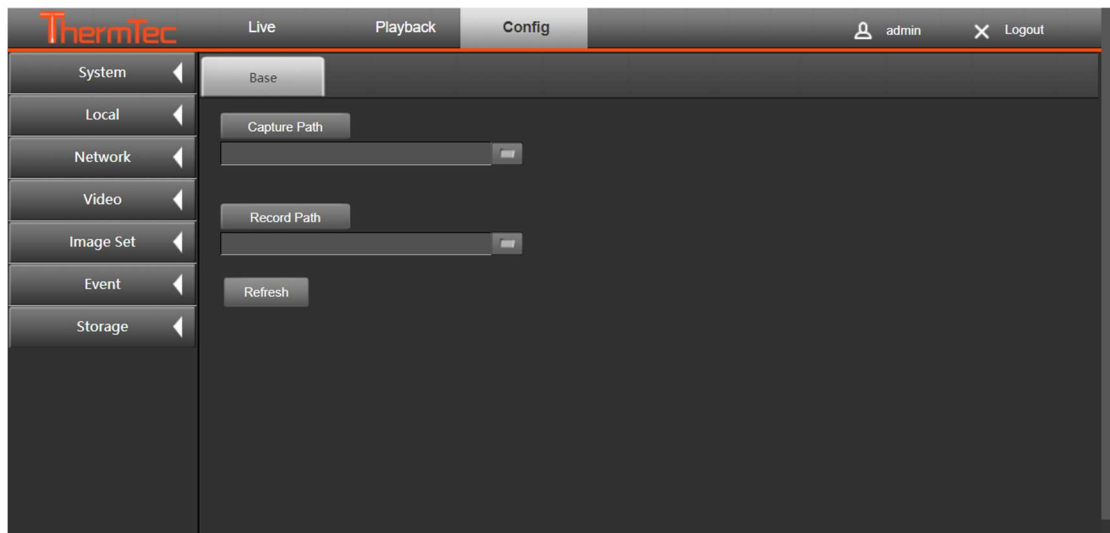 ThermTec Live Playback Config admin Logout
System Base
Local Capture Path
Network
Video
Record Path
Image Set
Event Refresh
Storage